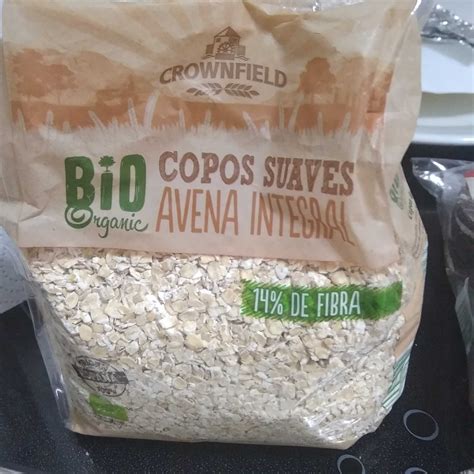 CROWNFIELD
BiO
Organic
COPOS SUAVES
AVENA INTEGRAL
14% DE FIBRA